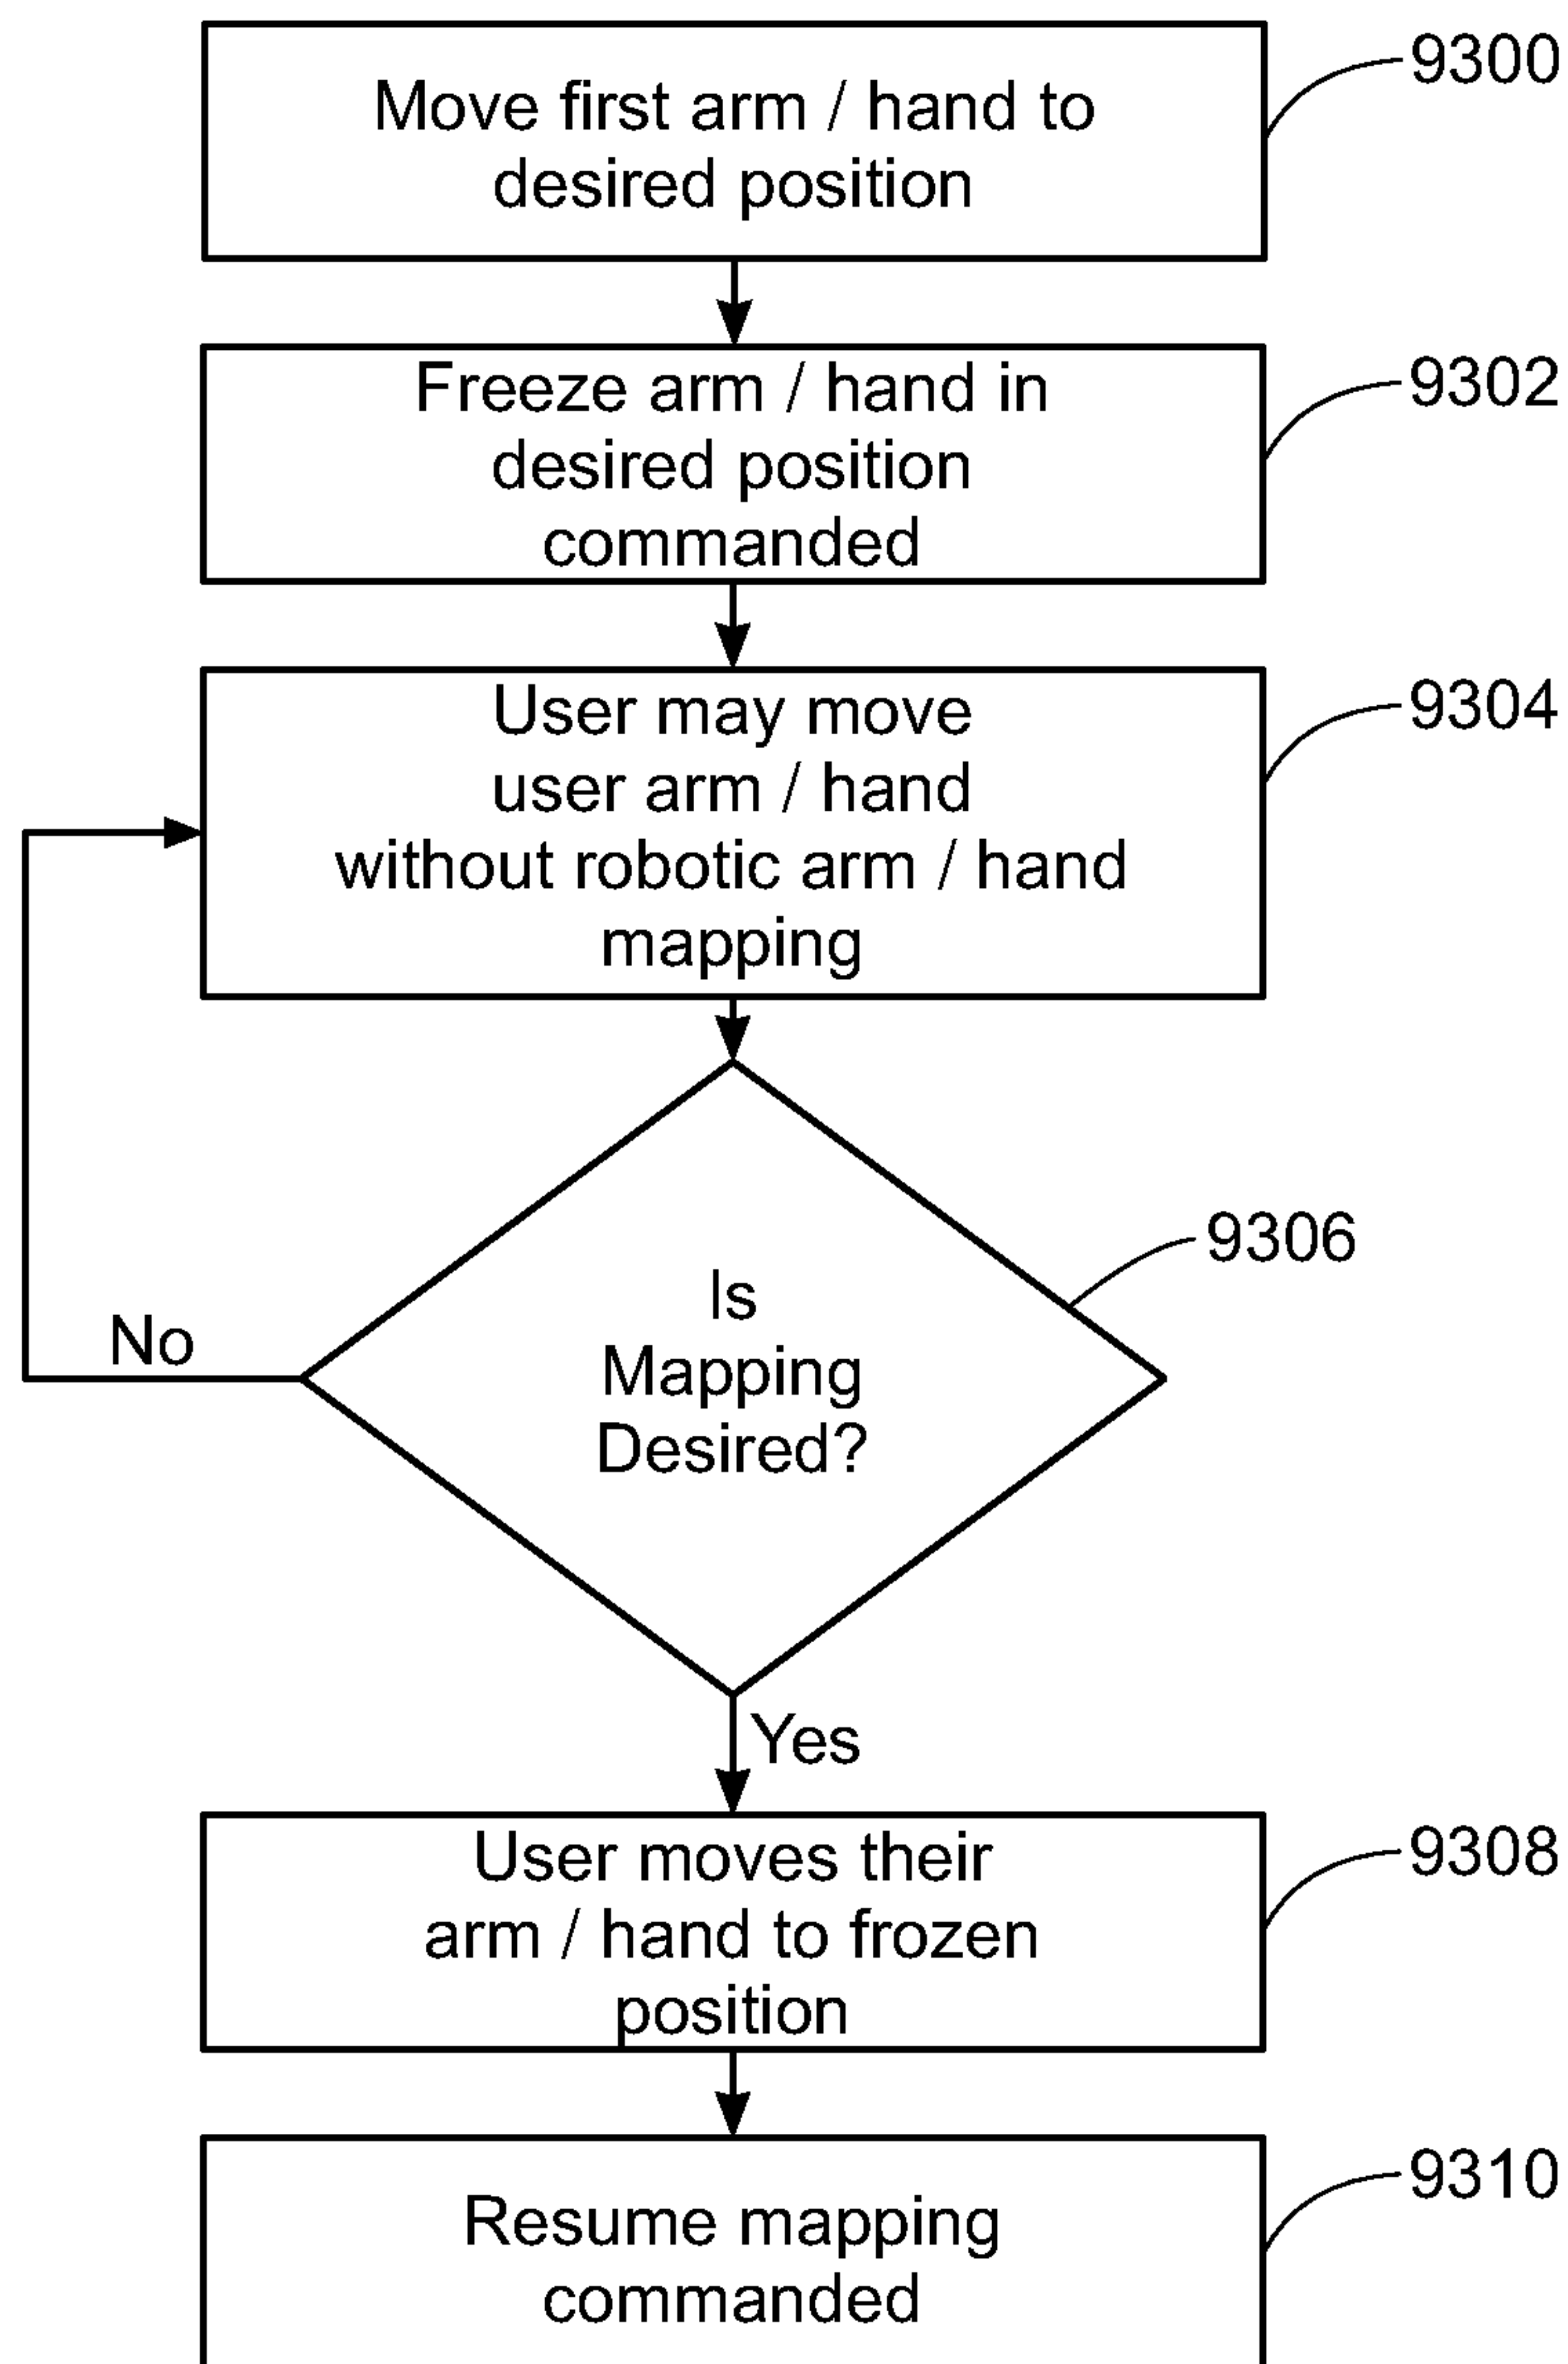 Move first arm / hand to
desired position
9300
Freeze arm / hand in
desired position
commanded
9302
User may move
user arm / hand
without robotic arm / hand
mapping
9304
Is
Mapping
Desired?
9306
No
Yes
User moves their
arm / hand to frozen
position
9308
Resume mapping
commanded
9310